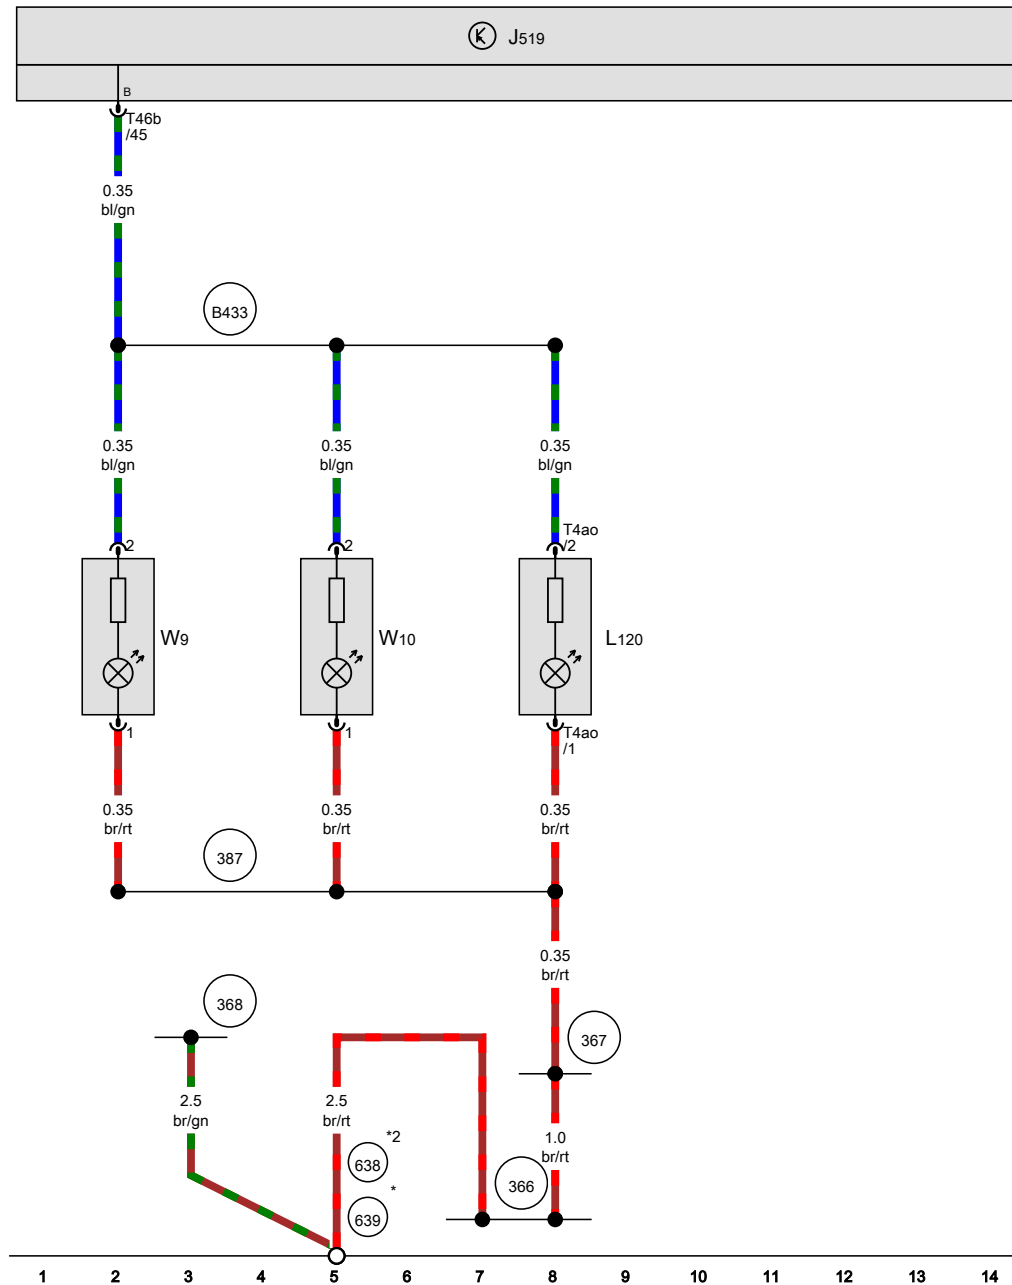 J519
B
T46b
/45
0.35
bl/gn
B433
0.35 0.35 0.35
bl/gn bl/gn bl/gn
T4ao
2 2 /2
W9 W10 L120
1 1 T4ao
/1
0.35 0.35 0.35
br/rt br/rt br/rt
387
0.35
br/rt
368
367
2.5 2.5
br/gn br/rt
*2
1.0
br/rt
638
366
*
639
1 2 3 4 5 6 7 8 9 10 11 12 13 14